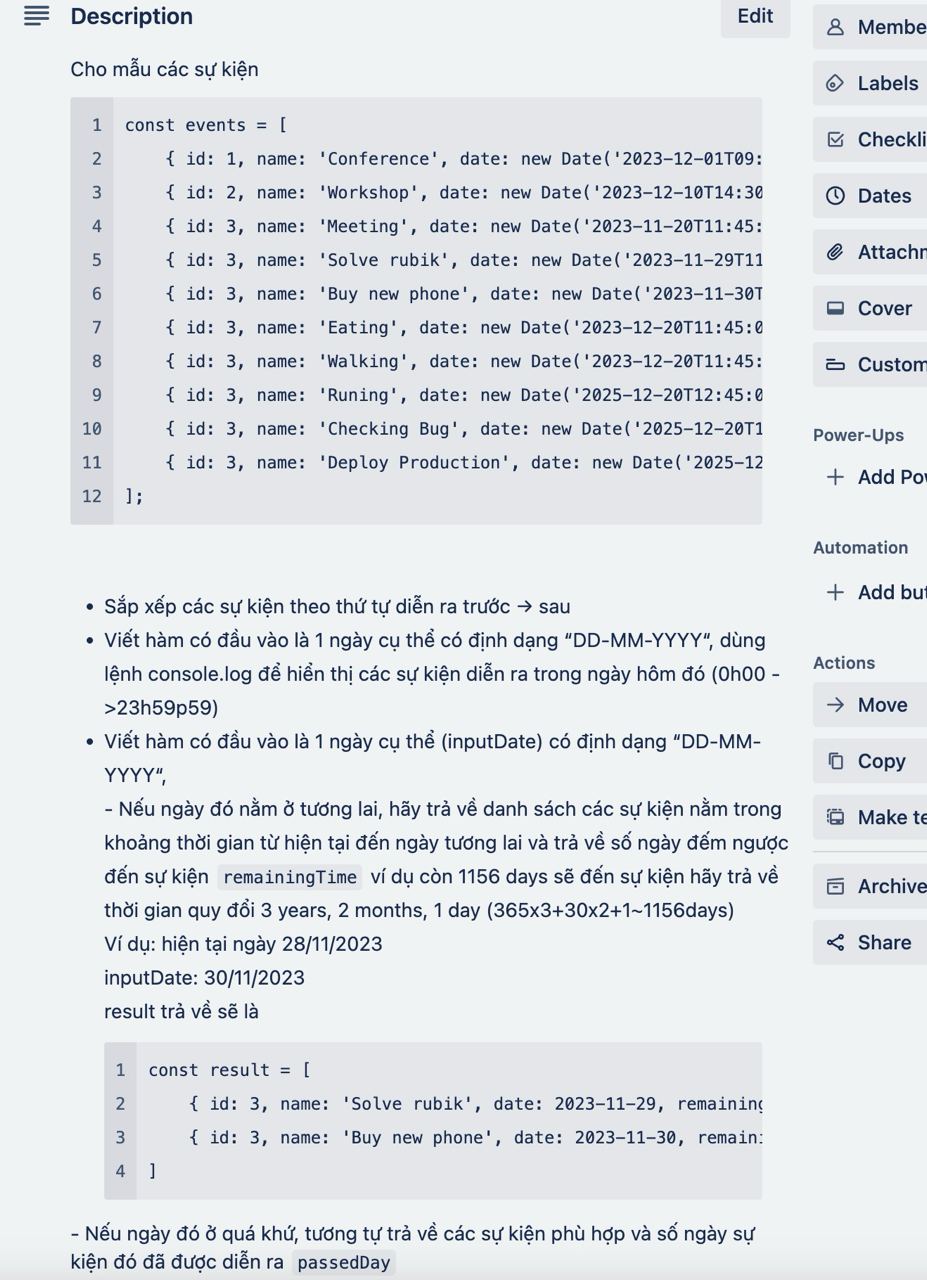 Description
Edit
Cho mẫu các sự kiện
1 const events = [
2 { id: 1, name: 'Conference', date: new Date('2023-12-01T09:
3 { id: 2, name: 'Workshop', date: new Date('2023-12-10T14:30
4 { id: 3, name: 'Meeting', date: new Date('2023-11-20T11:45:
5 { id: 3, name: 'Solve rubik', date: new Date('2023-11-29T11
6 { id: 3, name: 'Buy new phone', date: new Date('2023-11-30T
7 { id: 3, name: 'Eating', date: new Date('2023-12-20T11:45:0
8 { id: 3, name: 'Walking', date: new Date('2023-12-20T11:45:
9 { id: 3, name: 'Runing', date: new Date('2025-12-20T12:45:0
10 { id: 3, name: 'Checking Bug', date: new Date('2025-12-20T1
11 { id: 3, name: 'Deploy Production', date: new Date('2025-12
12 ];
• Sắp xếp các sự kiện theo thứ tự diễn ra trước → sau
• Viết hàm có đầu vào là 1 ngày cụ thể có định dạng “DD-MM-YYYY“, dùng
lệnh console.log để hiển thị các sự kiện diễn ra trong ngày hôm đó (0h00 -
>23h59p59)
• Viết hàm có đầu vào là 1 ngày cụ thể (inputDate) có định dạng “DD-MM-
YYYY“,
- Nếu ngày đó nằm ở tương lai, hãy trả về danh sách các sự kiện nằm trong
khoảng thời gian từ hiện tại đến ngày tương lai và trả về số ngày đếm ngược
đến sự kiện remainingTime ví dụ còn 1156 days sẽ đến sự kiện hãy trả về
thời gian quy đổi 3 years, 2 months, 1 day (365x3+30x2+1~1156days)
Ví dụ: hiện tại ngày 28/11/2023
inputDate: 30/11/2023
result trả về sẽ là
1 const result = [
2 { id: 3, name: 'Solve rubik', date: 2023-11-29, remaining
3 { id: 3, name: 'Buy new phone', date: 2023-11-30, remaini
4 ]
- Nếu ngày đó ở quá khứ, tương tự trả về các sự kiện phù hợp và số ngày sự
kiện đó đã được diễn ra passedDay
Membe
Labels
Checkli
Dates
Attachn
Cover
Custom
Power-Ups
+ Add Pow
Automation
+ Add but
Actions
→ Move
Copy
Make te
Archive
Share